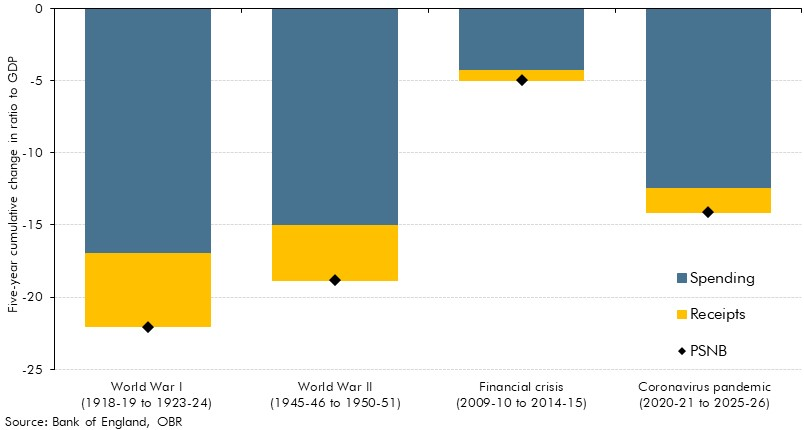 Five-year cumulative change in ratio to GDP
0
-5
-10
-15
-20
-25
Spending
Receipts
PSNB
World War I
(1918-19 to 1923-24)
World War II
(1945-46 to 1950-51)
Financial crisis
(2009-10 to 2014-15)
Coronavirus pandemic
(2020-21 to 2025-26)
Source: Bank of England, OBR